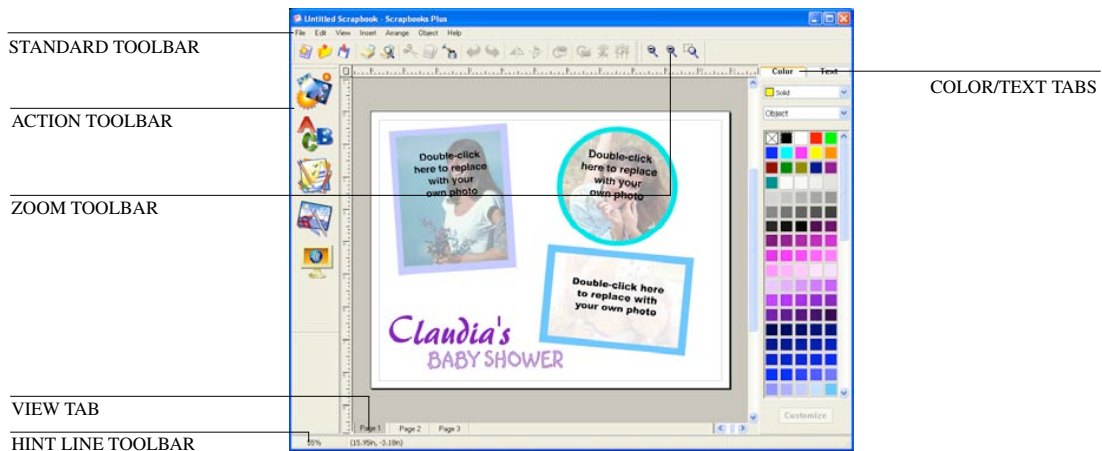 Untitled Scrapbook - Scrapbooks Plus
File Edit View Insert Arrange Object Help
STANDARD TOOLBAR
Color Text
COLOR/TEXT TABS
Solid
Object
ACTION TOOLBAR
ACB
Double-click
here to replace
with your
own photo
Double-click
here to replace
with your
own photo
ZOOM TOOLBAR
Double-click here
to replace with
your own photo
Claudia's
BABY SHOWER
VIEW TAB
Customize
Page 1 Page 2 Page 3
HINT LINE TOOLBAR
(15.95in, -3.10in)